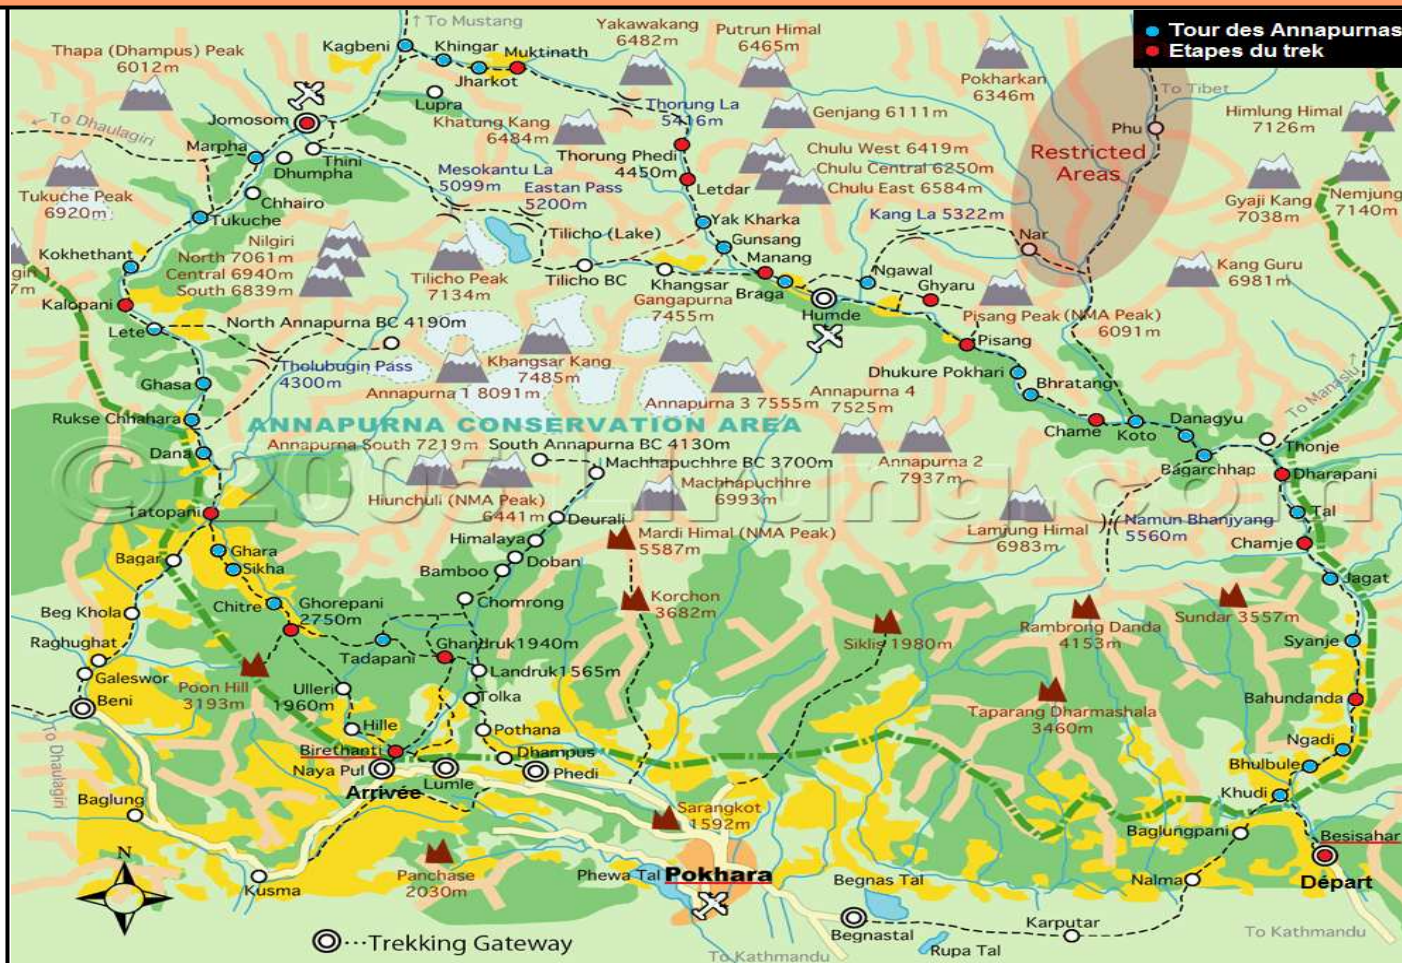 Tour des Annapurnas
Etapes du trek
↑ To Mustang
Kagbeni
Khingar
Jharkot
Muktinath
Yakawakang
6482m
Putrun Himal
6465m
Pokharkan
6346m
To Tibet
Himlung Himal
7126m
Thapa (Dhampus) Peak
6012m
Lupra
Khatung Kang
6484m
Thorung La
5416m
Genjang 6111m
Phu
Restricted
Areas
← To Dhaulagiri
Jomosom
Marpha
Thini
Dhumpha
Chhairo
Mesokantu La
5099m
Eastan Pass
5200m
Thorung Phedi
4450m
Letdar
Chulu West 6419m
Chulu Central 6250m
Chulu East 6584m
Kang La 5322m
Gyaji Kang
7038m
Nemjung
7140m
Tukuche Peak
6920m
Tukuche
Tilicho (Lake)
Yak Kharka
Gunsang
Manang
Nar
Kokhethant
Nilgiri
North 7061m
Central 6940m
South 6839m
Tilicho Peak
7134m
Tilicho BC
Khangsar
Braga
Humde
Ngawal
Ghyaru
Kang Guru
6981m
gin 1
7m
Kalopani
Lete
North Annapurna BC 4190m
Gangapurna
7455m
Pisang Peak (NMA Peak)
6091m
Pisang
Tholubugin Pass
4300m
Khangsar Kang
7485m
Annapurna 1 8091m
Annapurna 3 7555m
Annapurna 4
7525m
Dhukure Pokhari
Bhratang
To Manaslu →
Ghasa
Rukse Chhahara
ANNAPURNA CONSERVATION AREA
Chame
Koto
Danagyu
Bagarchhap
Thonje
Dharapani
Dana
Annapurna South 7219m
South Annapurna BC 4130m
Machhapuchhre BC 3700m
Machhapuchhre
6993m
Annapurna 2
7937m
Hiunchuli (NMA Peak)
6441m
Tatopani
Deurali
Himalaya
Doban
Bamboo
Mardi Himal (NMA Peak)
5587m
Lamjung Himal
6983m
Namun Bhanjyang
5560m
Tal
Chamje
Jagat
Bagar
Ghara
Sikha
Chitre
Ghorepani
2750m
Chomrong
Korchon
3682m
Siklis 1980m
Rambrong Danda
4153m
Sundar 3557m
Syanje
Beg Khola
Raghughat
Galeswor
Beni
Poon Hill
3193m
Tadapani
Ghandruk1940m
Landruk1565m
Ulleri
1960m
Tolka
Hille
Pothana
Taparang Dharmashala
3460m
Bahundanda
Ngadi
Bhulbule
Khudi
To Dhaulagiri
Birethanti
Naya Pul
Dhampus
Phedi
Lumle
Arrivée
Baglung
Sarangkot
1592m
Baglungpani
Besisahar
Départ
N
Kusma
Panchase
2030m
Phewa Tal
Pokhara
Begnas Tal
Nalma
Begnastal
Karputar
Rupa Tal
···Trekking Gateway
To Kathmandu
To Kathmandu